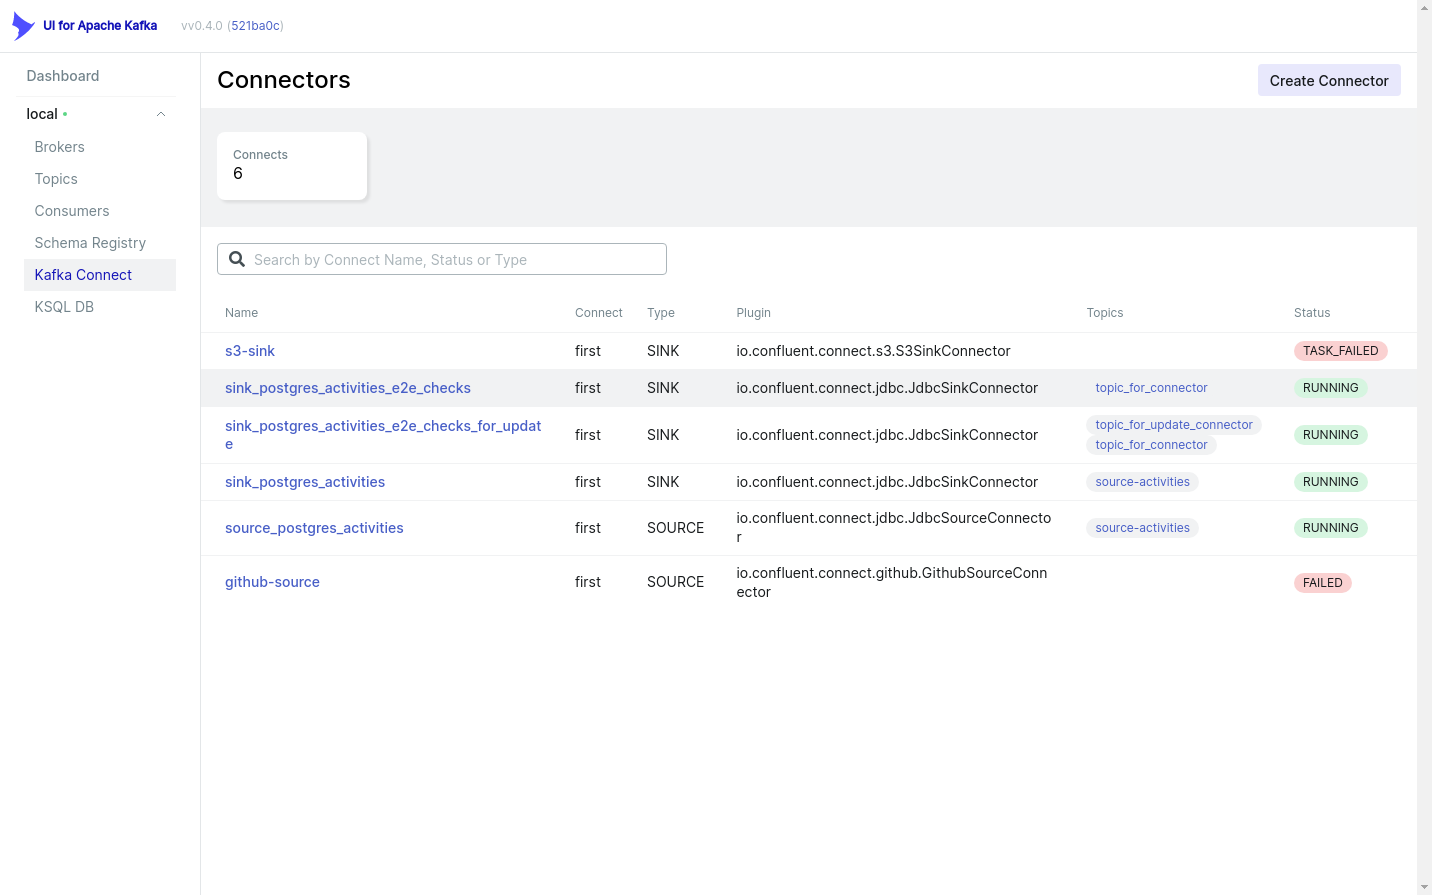 UI for Apache Kafka vv0.4.0 (521ba0c)
Dashboard
local
Brokers
Topics
Consumers
Schema Registry
Kafka Connect
KSQL DB
Connectors
Create Connector
Connects
6
Search by Connect Name, Status or Type
Name Connect Type Plugin Topics Status
s3-sink first SINK io.confluent.connect.s3.S3SinkConnector TASK_FAILED
sink_postgres_activities_e2e_checks first SINK io.confluent.connect.jdbc.JdbcSinkConnector topic_for_connector RUNNING
sink_postgres_activities_e2e_checks_for_updat
e
first SINK io.confluent.connect.jdbc.JdbcSinkConnector
topic_for_update_connector
topic_for_connector
RUNNING
sink_postgres_activities first SINK io.confluent.connect.jdbc.JdbcSinkConnector source-activities RUNNING
source_postgres_activities first SOURCE
io.confluent.connect.jdbc.JdbcSourceConnecto
r
source-activities RUNNING
github-source first SOURCE
io.confluent.connect.github.GithubSourceConn
ector
FAILED